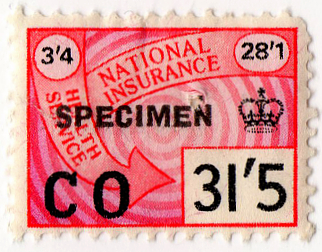 3'4
28'1
NATIONAL
INSURANCE
HEALTH
SERVICE
SPECIMEN
CO
31'5